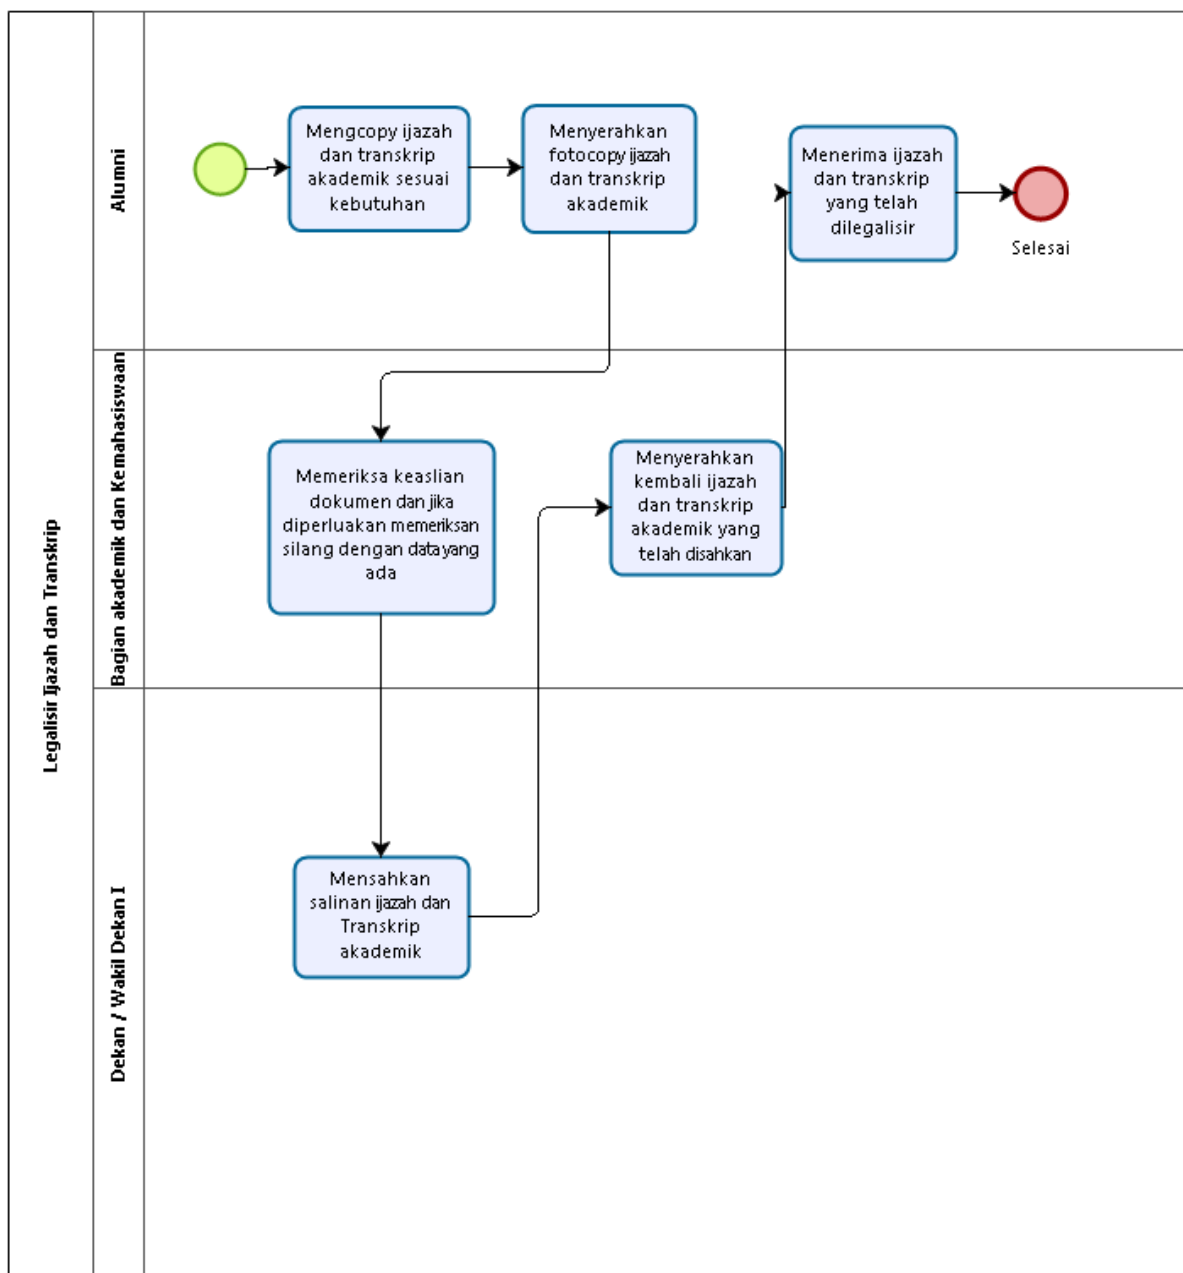 Legalisir Ijazah dan Transkrip
Alumni
Mengcopy ijazah
dan transkrip
akademik sesuai
kebutuhan
Menyerahkan
fotocopy ijazah
dan transkrip
akademik
Menerima ijazah
dan transkrip
yang telah
dilegalisir
Selesai
Bagian akademik dan Kemahasiswaan
Memeriksa keaslian
dokumen dan jika
diperluakan memeriksan
silang dengan data yang
ada
Menyerahkan
kembali ijazah
dan transkrip
akademik yang
telah disahkan
Dekan / Wakil Dekan I
Mensahkan
salinan ijazah dan
Transkrip
akademik